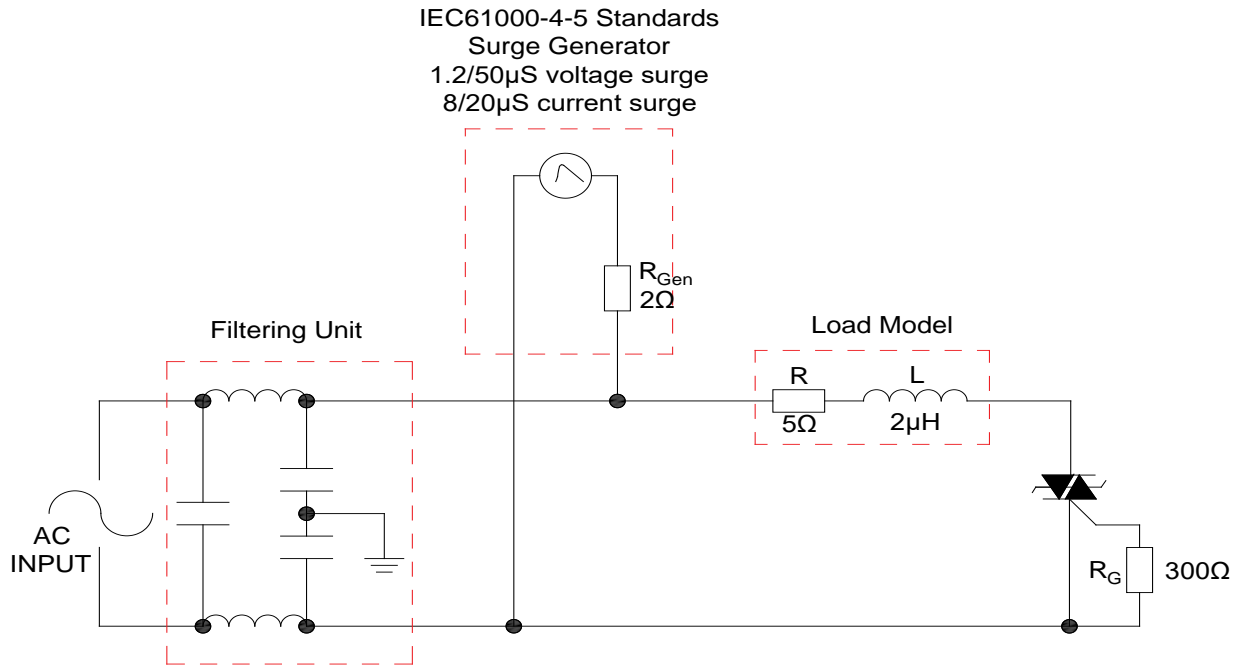 IEC61000-4-5 Standards
Surge Generator
1.2/50µS voltage surge
8/20µS current surge
RGen
2Ω
Filtering Unit
Load Model
R
L
5Ω
2µH
AC
INPUT
RG
300Ω